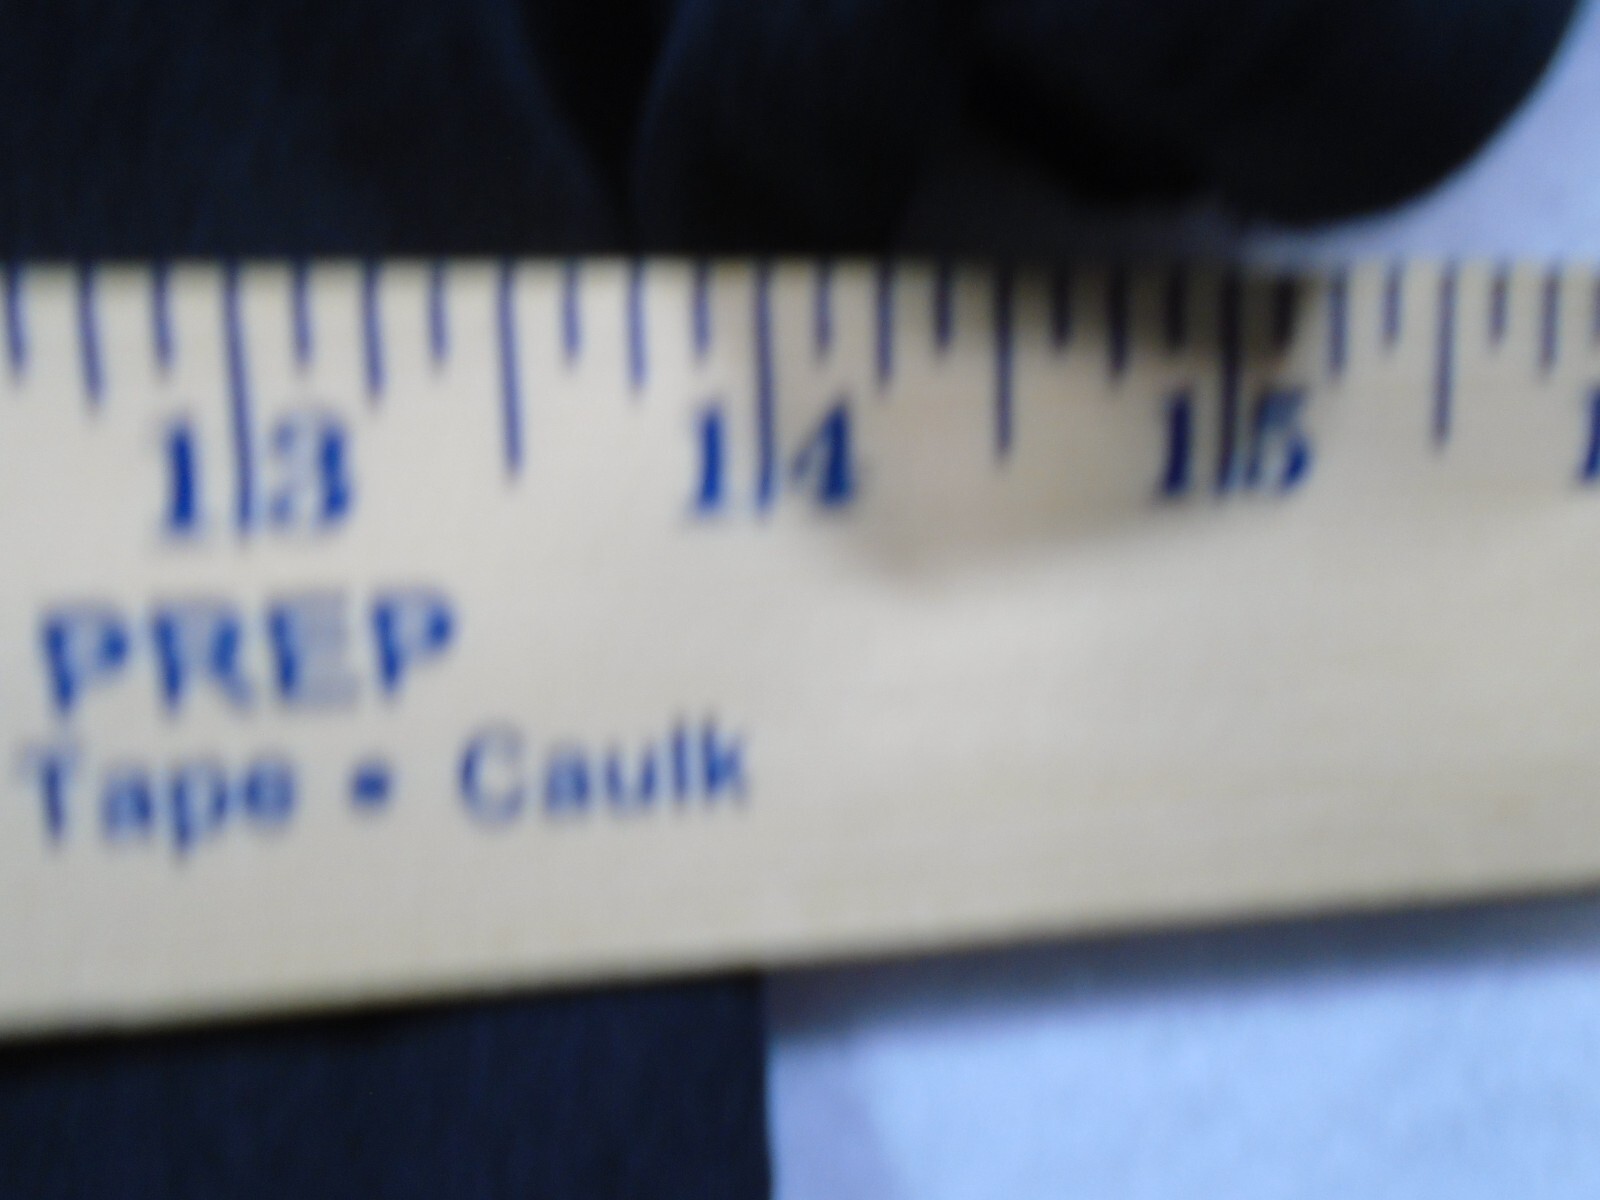 13 14 15
PREP
Tape • Caulk